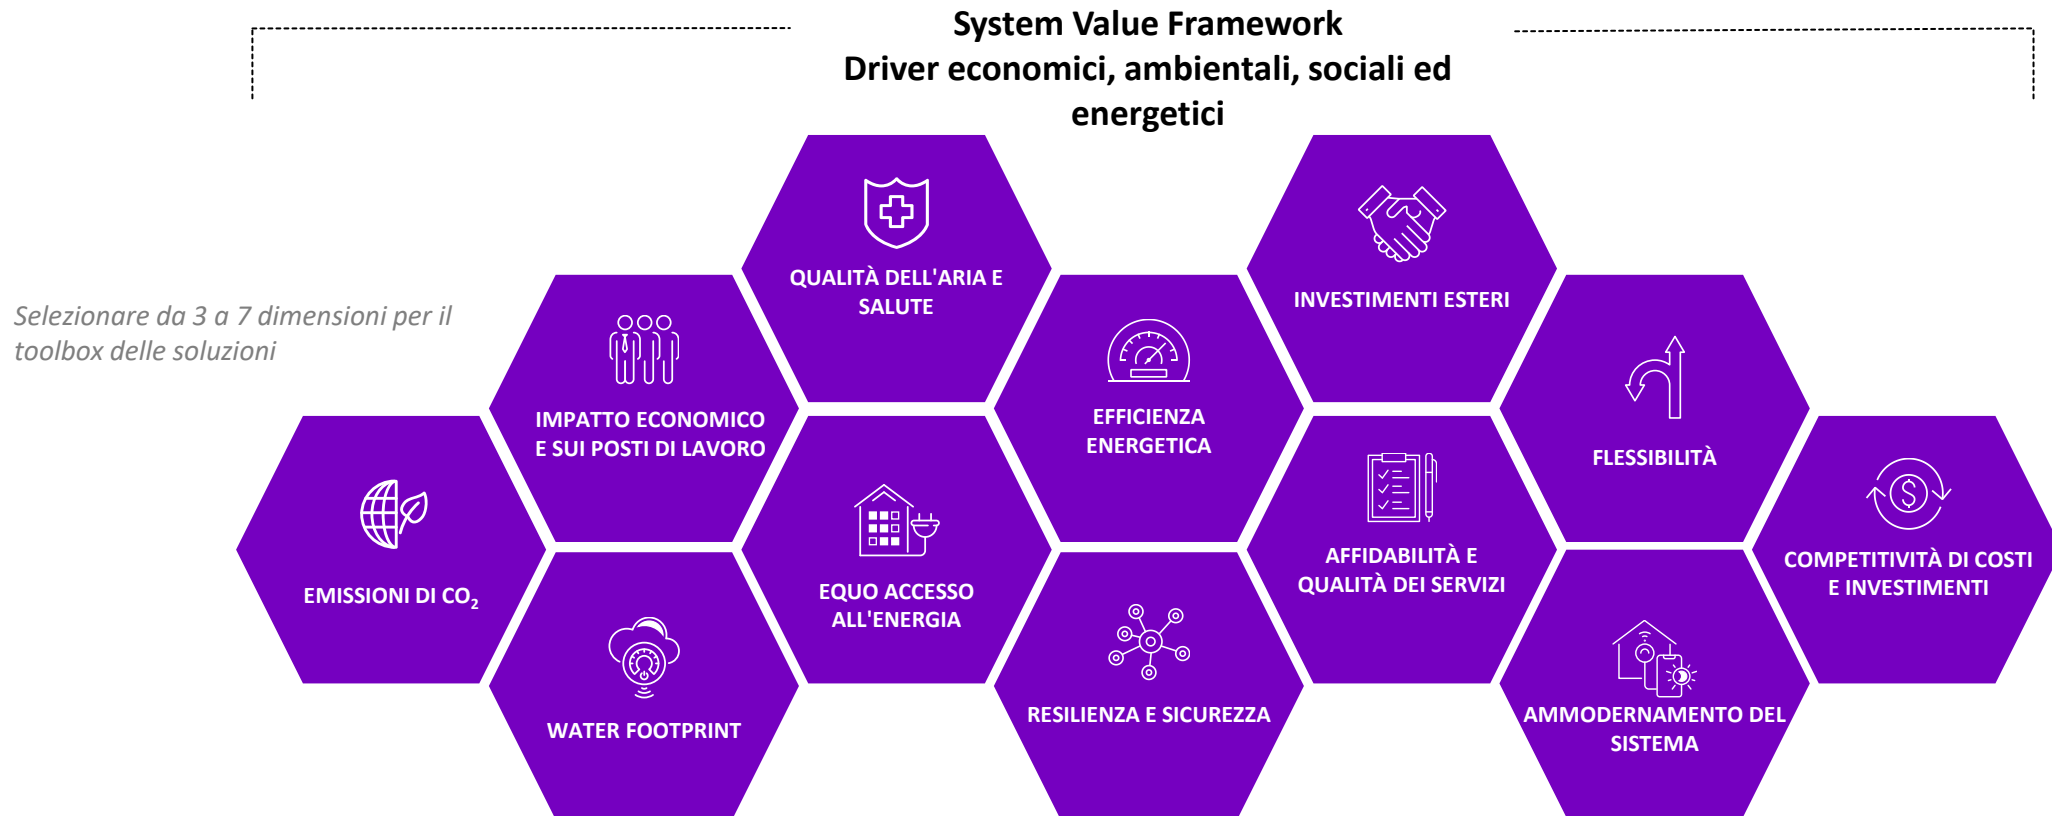 System Value Framework
Driver economici, ambientali, sociali ed
energetici
Selezionare da 3 a 7 dimensioni per il
toolbox delle soluzioni
QUALITÀ DELL'ARIA E
SALUTE
INVESTIMENTI ESTERI
IMPATTO ECONOMICO
E SUI POSTI DI LAVORO
EFFICIENZA
ENERGETICA
FLESSIBILITÀ
EMISSIONI DI CO₂
EQUO ACCESSO
ALL'ENERGIA
AFFIDABILITÀ E
QUALITÀ DEI SERVIZI
COMPETITIVITÀ DI COSTI
E INVESTIMENTI
WATER FOOTPRINT
RESILIENZA E SICUREZZA
AMMODERNAMENTO DEL
SISTEMA